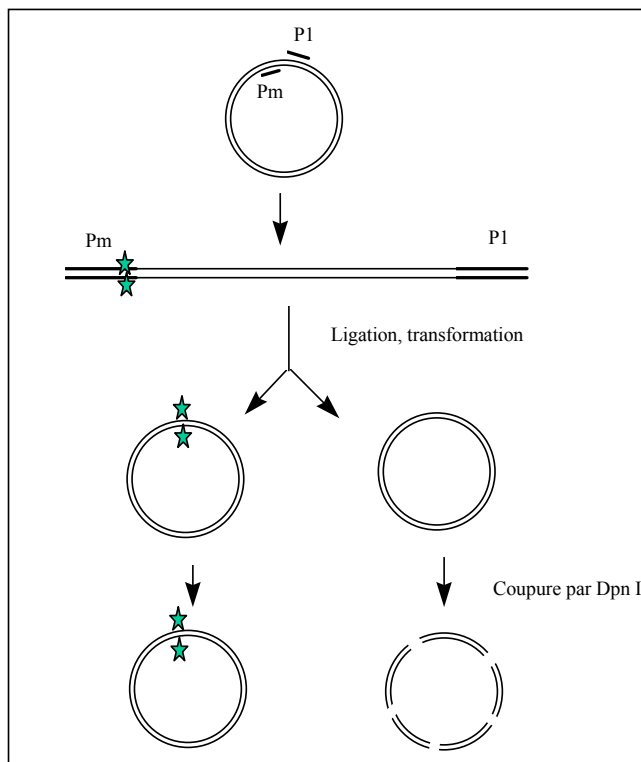 P1
Pm
Pm
P1
Ligation, transformation
Coupure par Dpn I